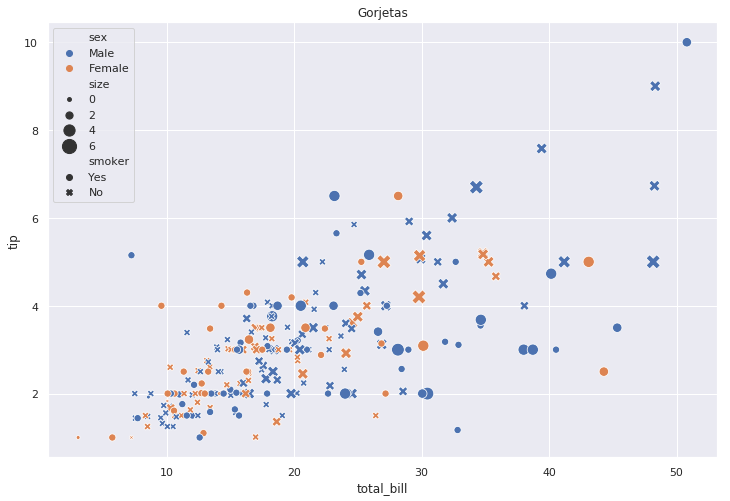 Gorjetas
sex
Male
Female
size
0
2
4
6
smoker
Yes
No
10
8
6
4
2
tip
10
20
30
40
50
total_bill